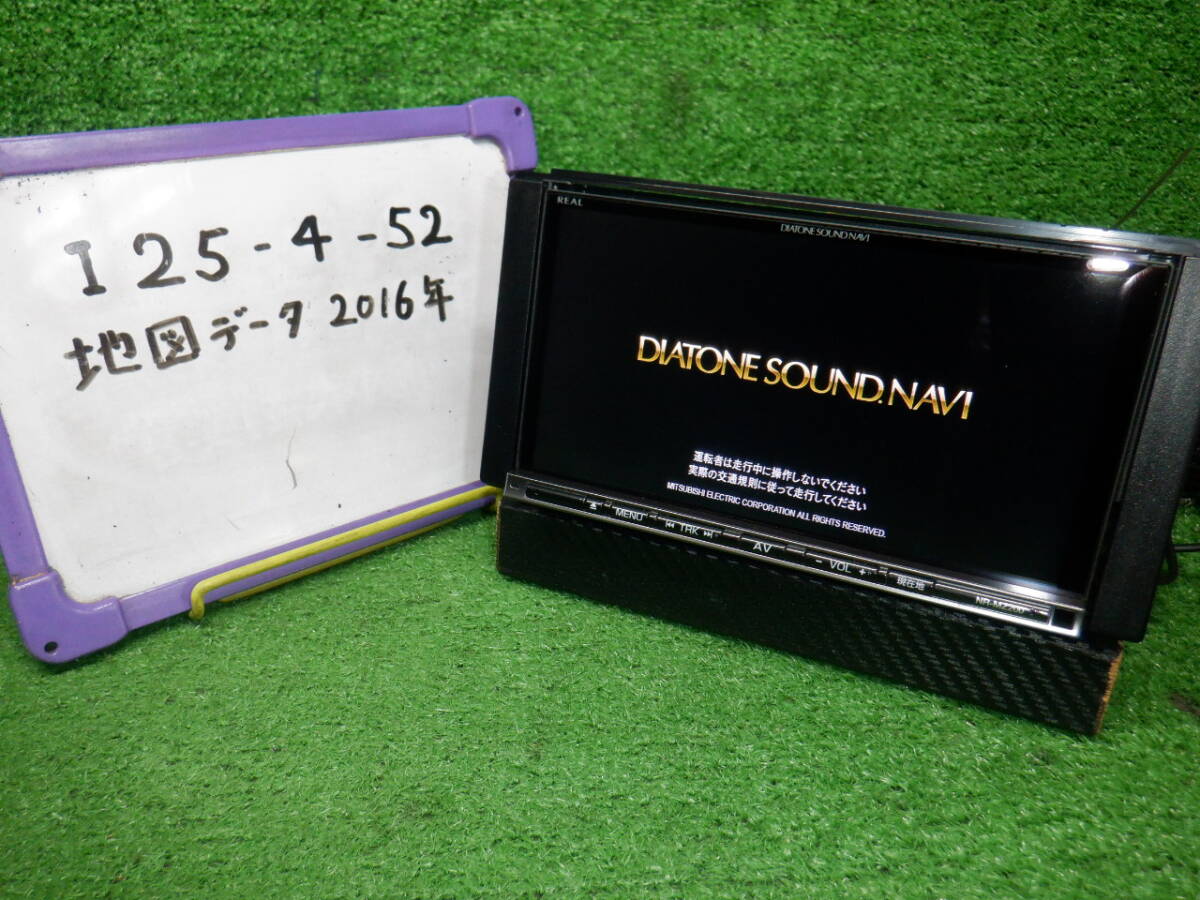 I 25-4-52
地図データ 2016年
REAL
DIATONE SOUND NAVI
DIATONE SOUND.NAVI
運転者は走行中に操作しないでください
実際の交通規則に従って走行してください
MITSUBISHI ELECTRIC CORPORATION ALL RIGHTS RESERVED.
MENU
TRK
AV
- VOL +
現在地
NR-MZ200